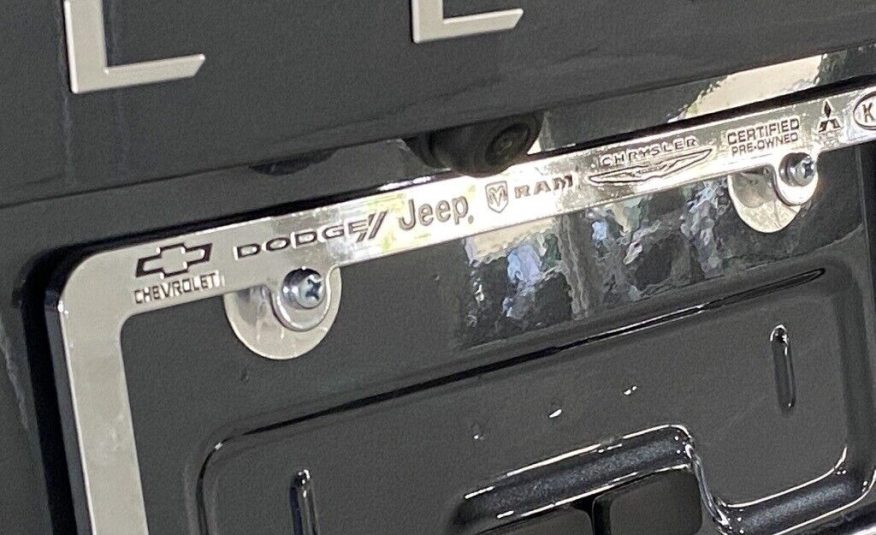 L L
CHEVROLET
DODGE
Jeep
RAM
CHRYSLER
CERTIFIED
PRE-OWNED
K